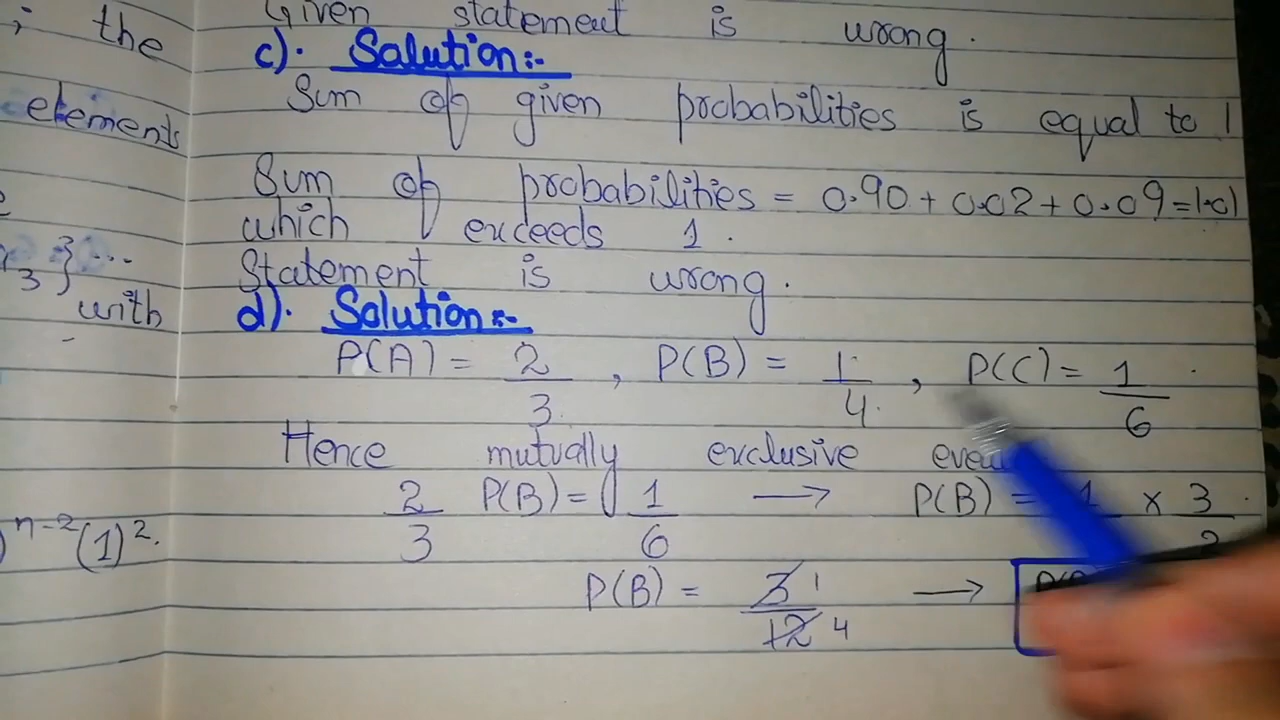 ; the
elements
3 } ...
with
n-2 (1)².
Given statement is wrong.
c). Solution:-
Sum of given probabilities is equal to 1
Sum of probabilities = 0.90 + 0.02 + 0.09 = 1.01
which exceeds 1.
Statement is wrong.
d). Solution:-
P(A) = 2/3, P(B) = 1/4, P(C) = 1/6
Hence mutually exclusive
2/3 P(B) = 1/6 → P(B) = × 3
P(B) = 3 1/12 4 →